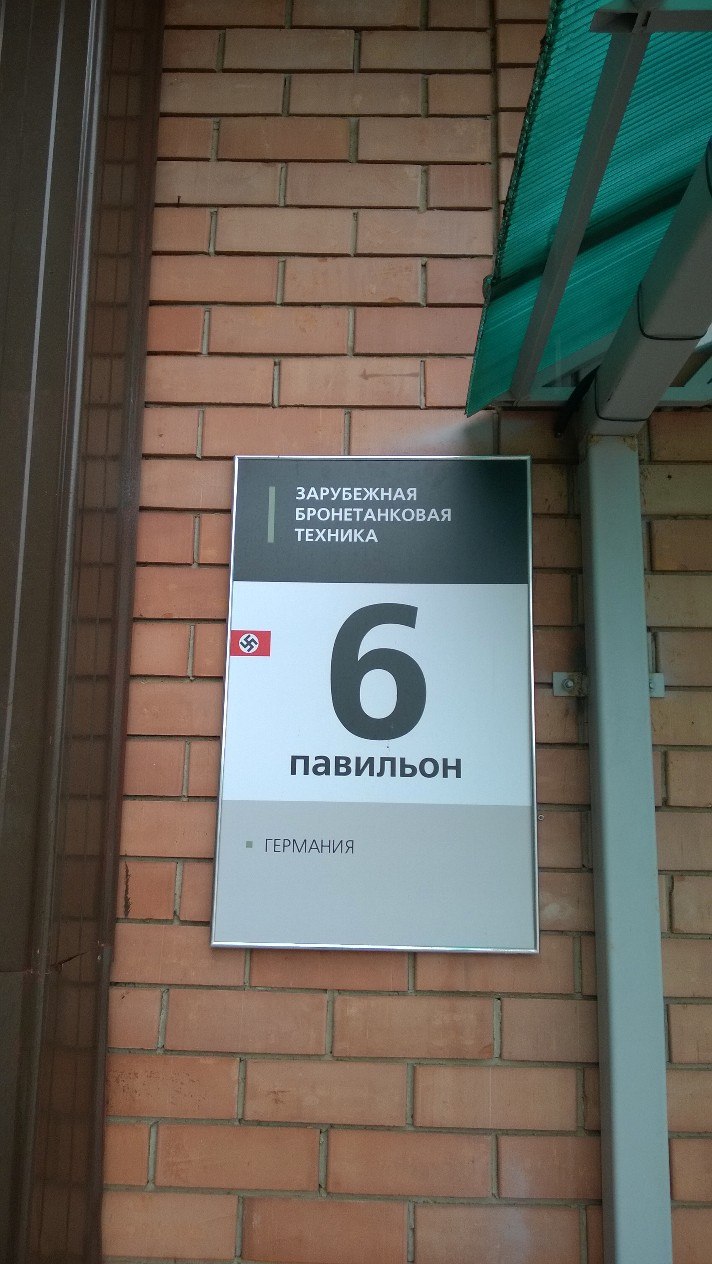 ЗАРУБЕЖНАЯ
БРОНЕТАНКОВАЯ
ТЕХНИКА
6
павильон
ГЕРМАНИЯ